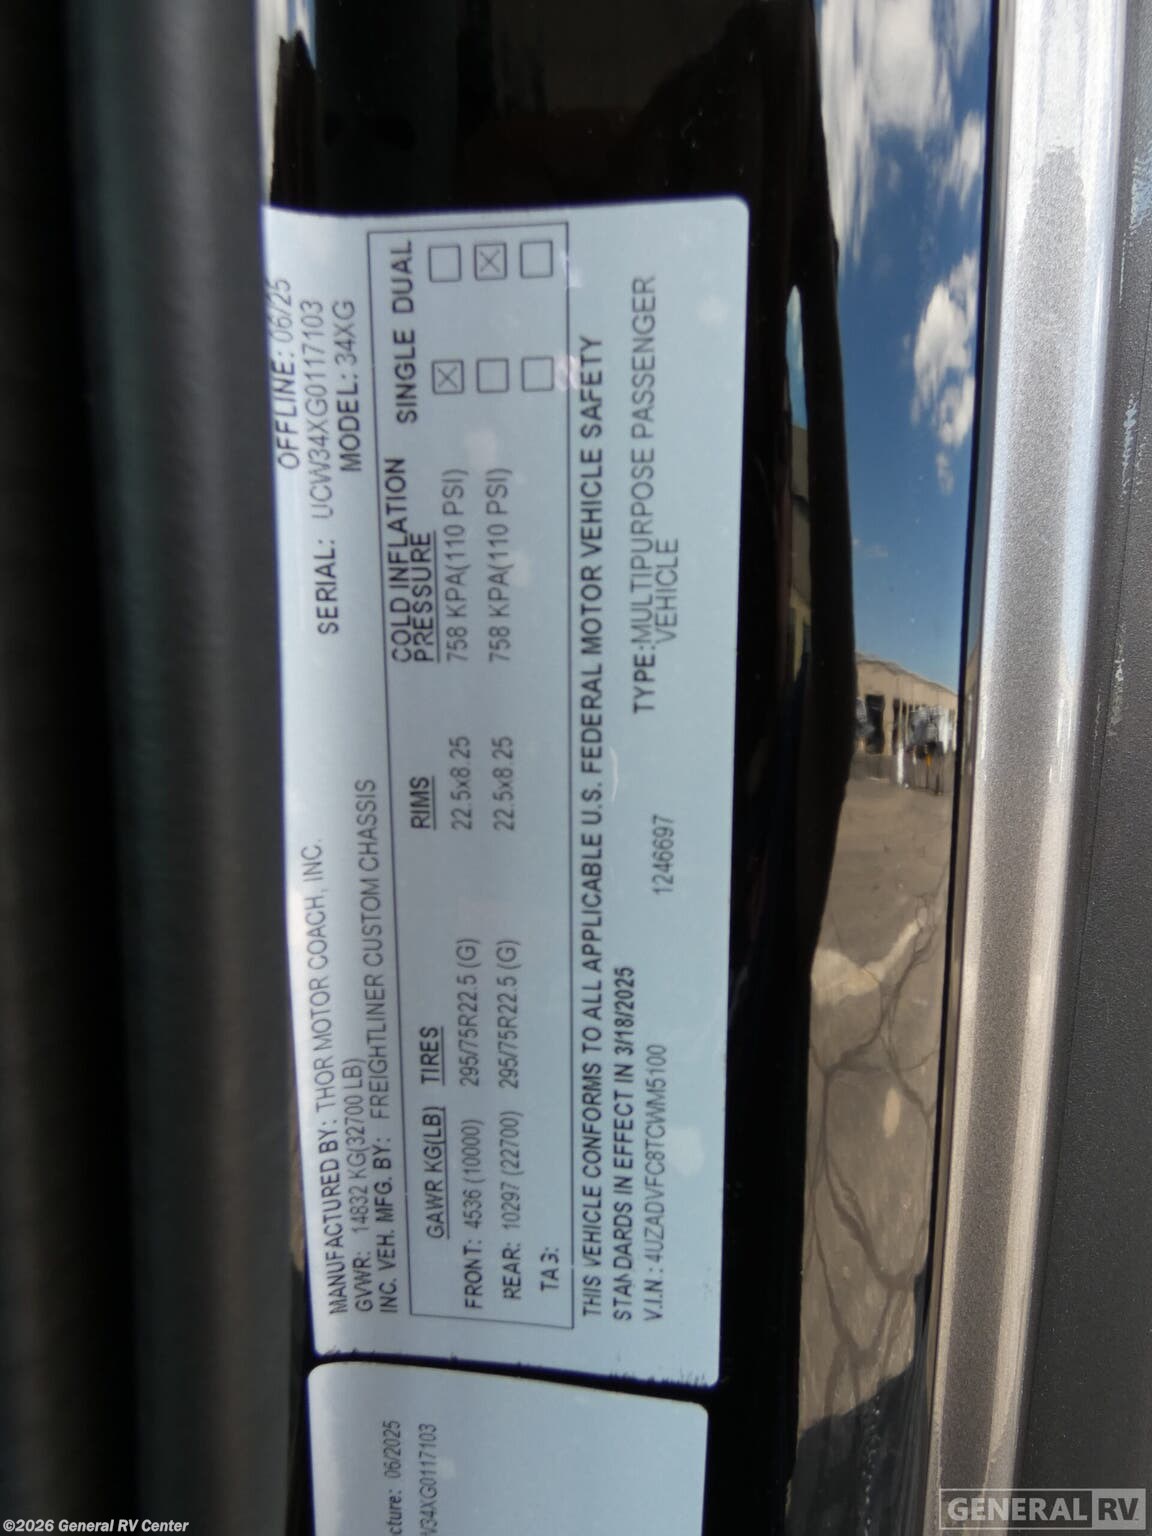 OFFLINE: 06/25
MANUFACTURED BY: THOR MOTOR COACH, INC.
SERIAL: UCW34XG0117103
GVWR: 14832 KG(32700 LB)
MODEL: 34XG
INC. VEH. MFG. BY: FREIGHTLINER CUSTOM CHASSIS
GAWR KG(LB) TIRES RIMS COLD INFLATION PRESSURE SINGLE DUAL
FRONT: 4536 (10000) 295/75R22.5 (G) 22.5x8.25 758 KPA(110 PSI)
REAR: 10297 (22700) 295/75R22.5 (G) 22.5x8.25 758 KPA(110 PSI)
TA 3:
THIS VEHICLE CONFORMS TO ALL APPLICABLE U.S. FEDERAL MOTOR VEHICLE SAFETY
STANDARDS IN EFFECT IN 3/18/2025
TYPE: MULTIPURPOSE PASSENGER
VEHICLE
V.I.N.: 4UZADVFC8TCWM5100 1246697
cture: 06/2025
34XG0117103
©2026 General RV Center
GENERAL RV